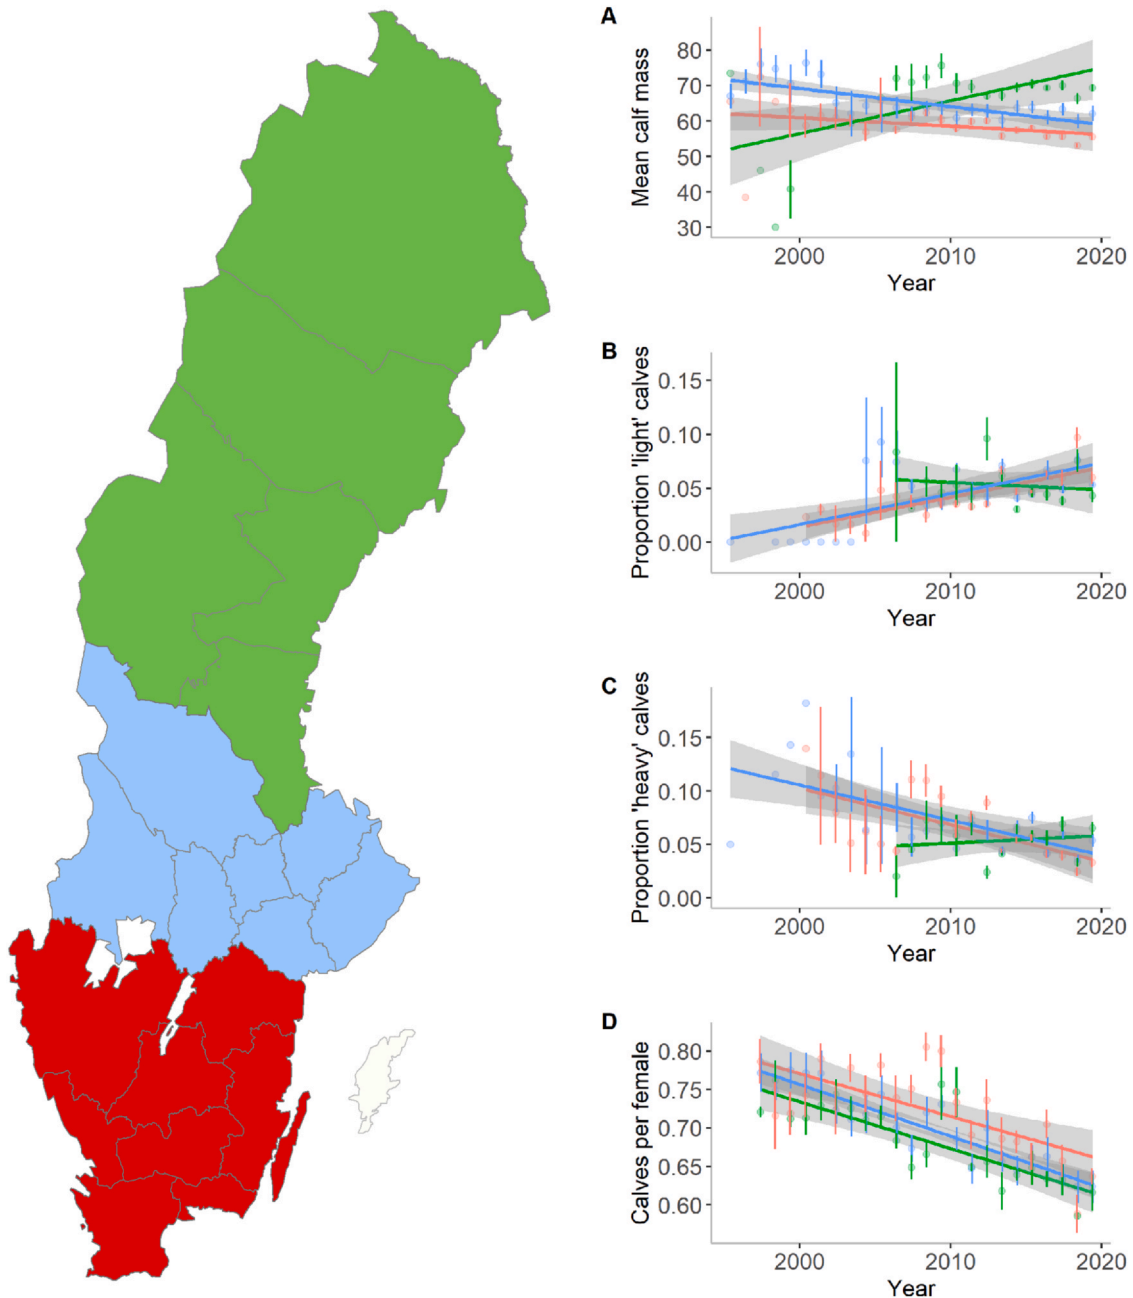 A
Mean calf mass
80
70
60
50
40
30
2000 2010 2020
Year
B
Proportion 'light' calves
0.15
0.10
0.05
0.00
2000 2010 2020
Year
C
Proportion 'heavy' calves
0.15
0.10
0.05
0.00
2000 2010 2020
Year
D
Calves per female
0.80
0.75
0.70
0.65
0.60
2000 2010 2020
Year